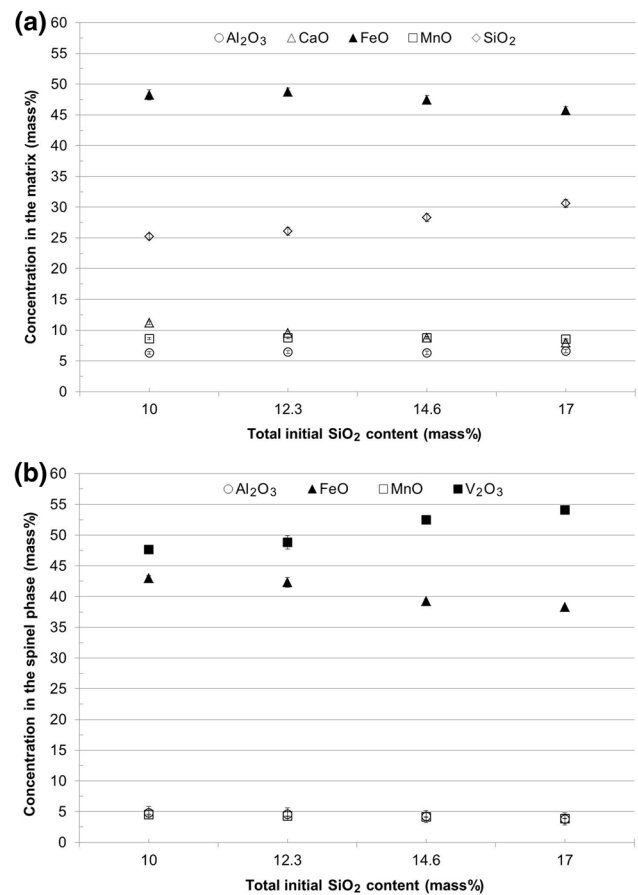 (a)
Al₂O₃ CaO FeO MnO SiO₂
Concentration in the matrix (mass%)
60
55
50
45
40
35
30
25
20
15
10
5
0
10 12.3 14.6 17
Total initial SiO₂ content (mass%)
(b)
Al₂O₃ FeO MnO V₂O₃
Concentration in the spinel phase (mass%)
60
55
50
45
40
35
30
25
20
15
10
5
0
10 12.3 14.6 17
Total initial SiO₂ content (mass%)